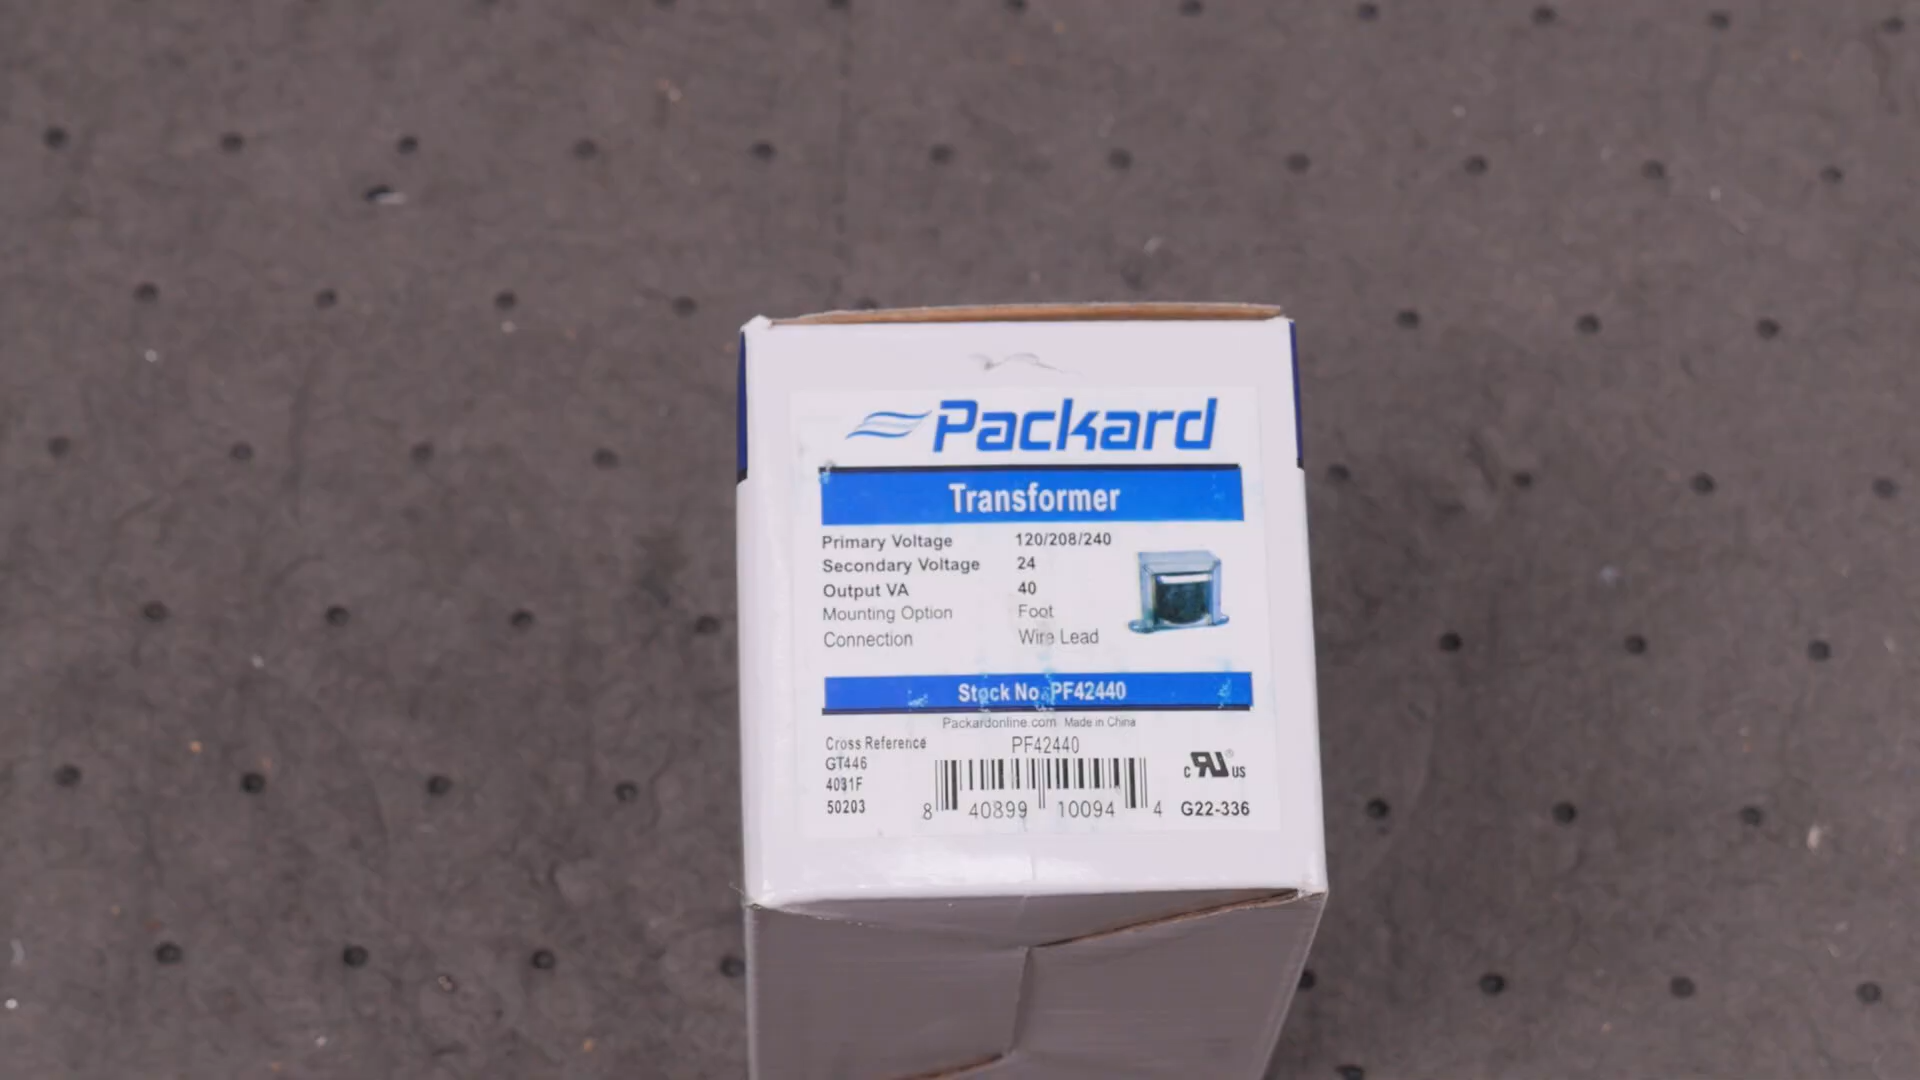 Packard
Transformer
Primary Voltage 120/208/240
Secondary Voltage 24
Output VA 40
Mounting Option Foot
Connection Wire Lead
Stock No. PF42440
Packardonline.com Made in China
Cross Reference PF42440
GT446
4031F
50203
8 40899 10094 4
c RU ® US
G22-336